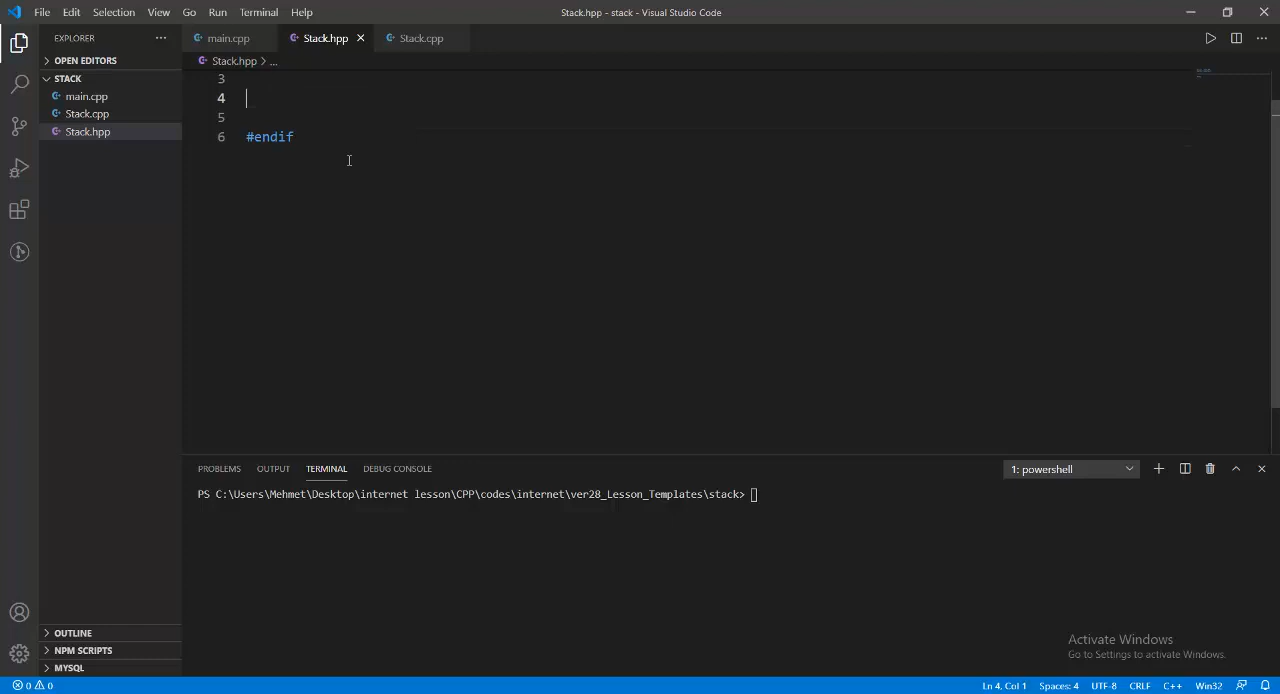 File Edit Selection View Go Run Terminal Help
Stack.hpp - stack - Visual Studio Code
EXPLORER
main.cpp
Stack.hpp
Stack.cpp
OPEN EDITORS
Stack.hpp > ...
STACK
main.cpp
Stack.cpp
Stack.hpp
3
4
5
6 #endif
PROBLEMS OUTPUT TERMINAL DEBUG CONSOLE
1: powershell
PS C:\Users\Mehmet\Desktop\internet lesson\CPP\codes\internet\ver28_Lesson_Templates\stack>
OUTLINE
NPM SCRIPTS
MYSQL
Activate Windows
Go to Settings to activate Windows.
0 0
Ln 4, Col 1 Spaces: 4 UTF-8 CRLF C++ Win32